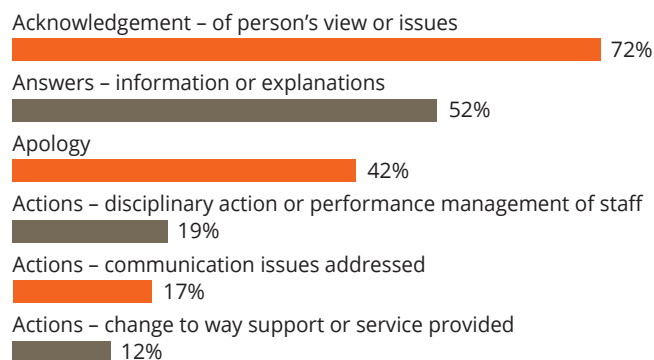 Acknowledgement – of person’s view or issues
72%
Answers – information or explanations
52%
Apology
42%
Actions – disciplinary action or performance management of staff
19%
Actions – communication issues addressed
17%
Actions – change to way support or service provided
12%